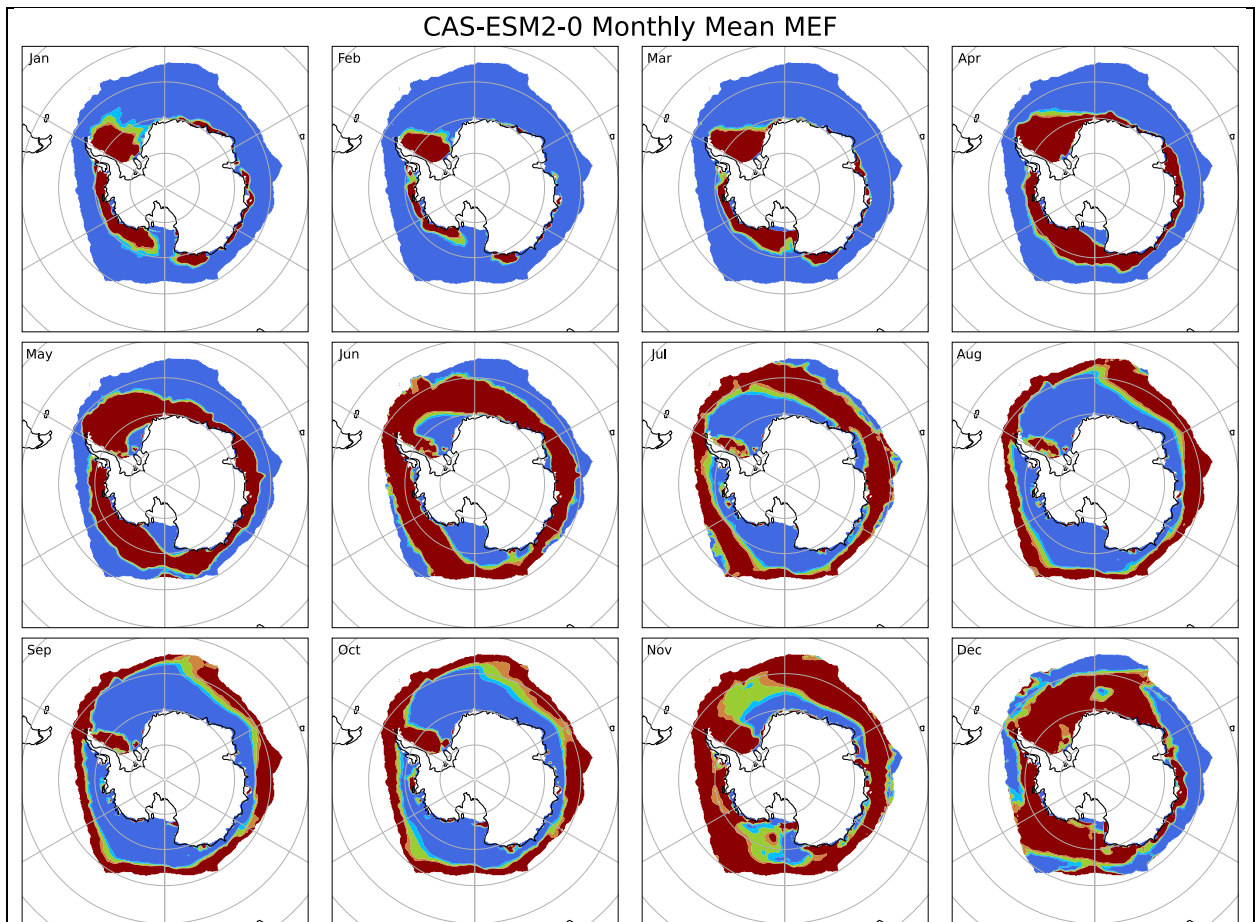 CAS-ESM2-0 Monthly Mean MEF
Jan
Feb
Mar
Apr
May
Jun
Jul
Aug
Sep
Oct
Nov
Dec